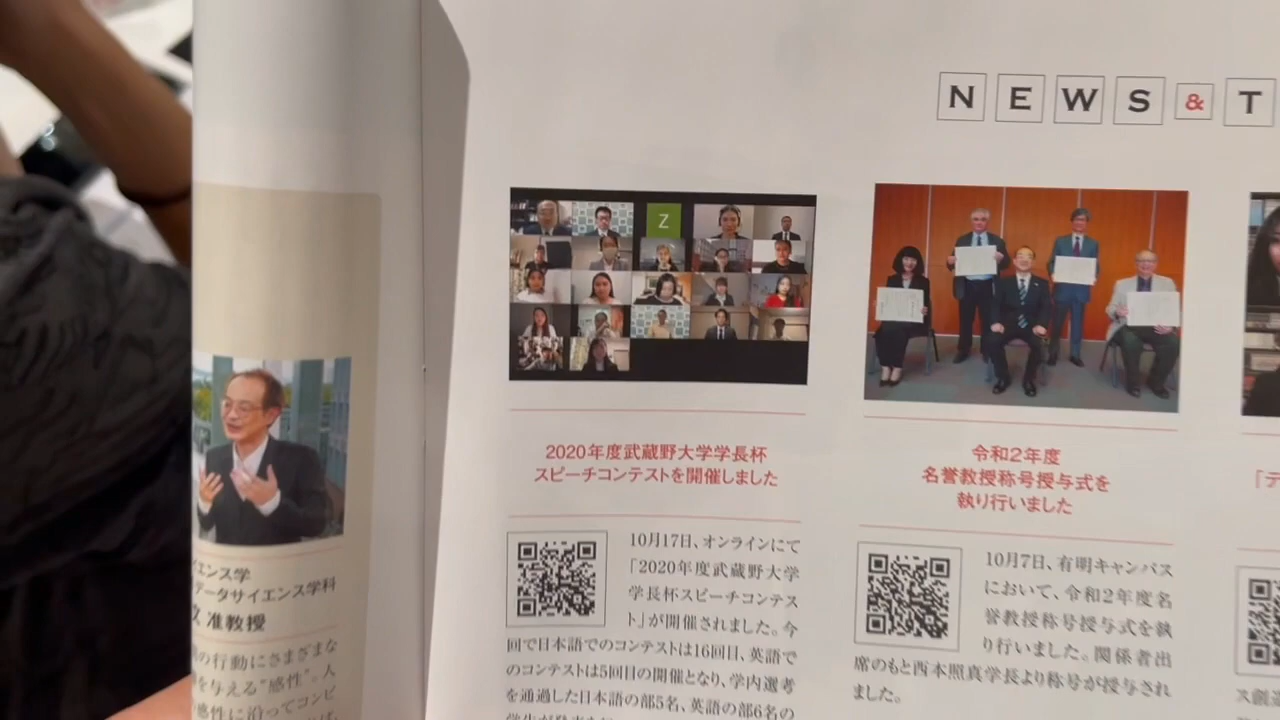 NEWS & T
Z
2020年度武蔵野大学学長杯
スピーチコンテストを開催しました
10月17日、オンラインにて
「2020年度武蔵野大学
学長杯スピーチコンテス
ト」が開催されました。今
回で日本語でのコンテストは16回目、英語で
のコンテストは5回目の開催となり、学内選考
を通過した日本語の部5名、英語の部6名の
令和2年度
名誉教授称号授与式を
執り行いました
10月7日、有明キャンパス
において、令和2年度名
誉教授称号授与式を執
り行いました。関係者出
席のもと西本照真学長より称号が授与され
ました。
「デ
ス創造
エンス学
データサイエンス学科
准教授
の行動にさまざまな
を与える“感性”。人
感性に沿ってコンピ